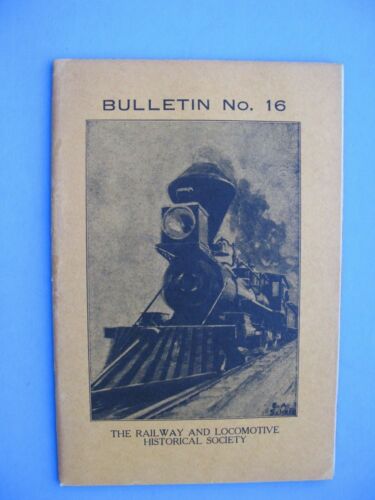 BULLETIN No. 16
THE RAILWAY AND LOCOMOTIVE
HISTORICAL SOCIETY